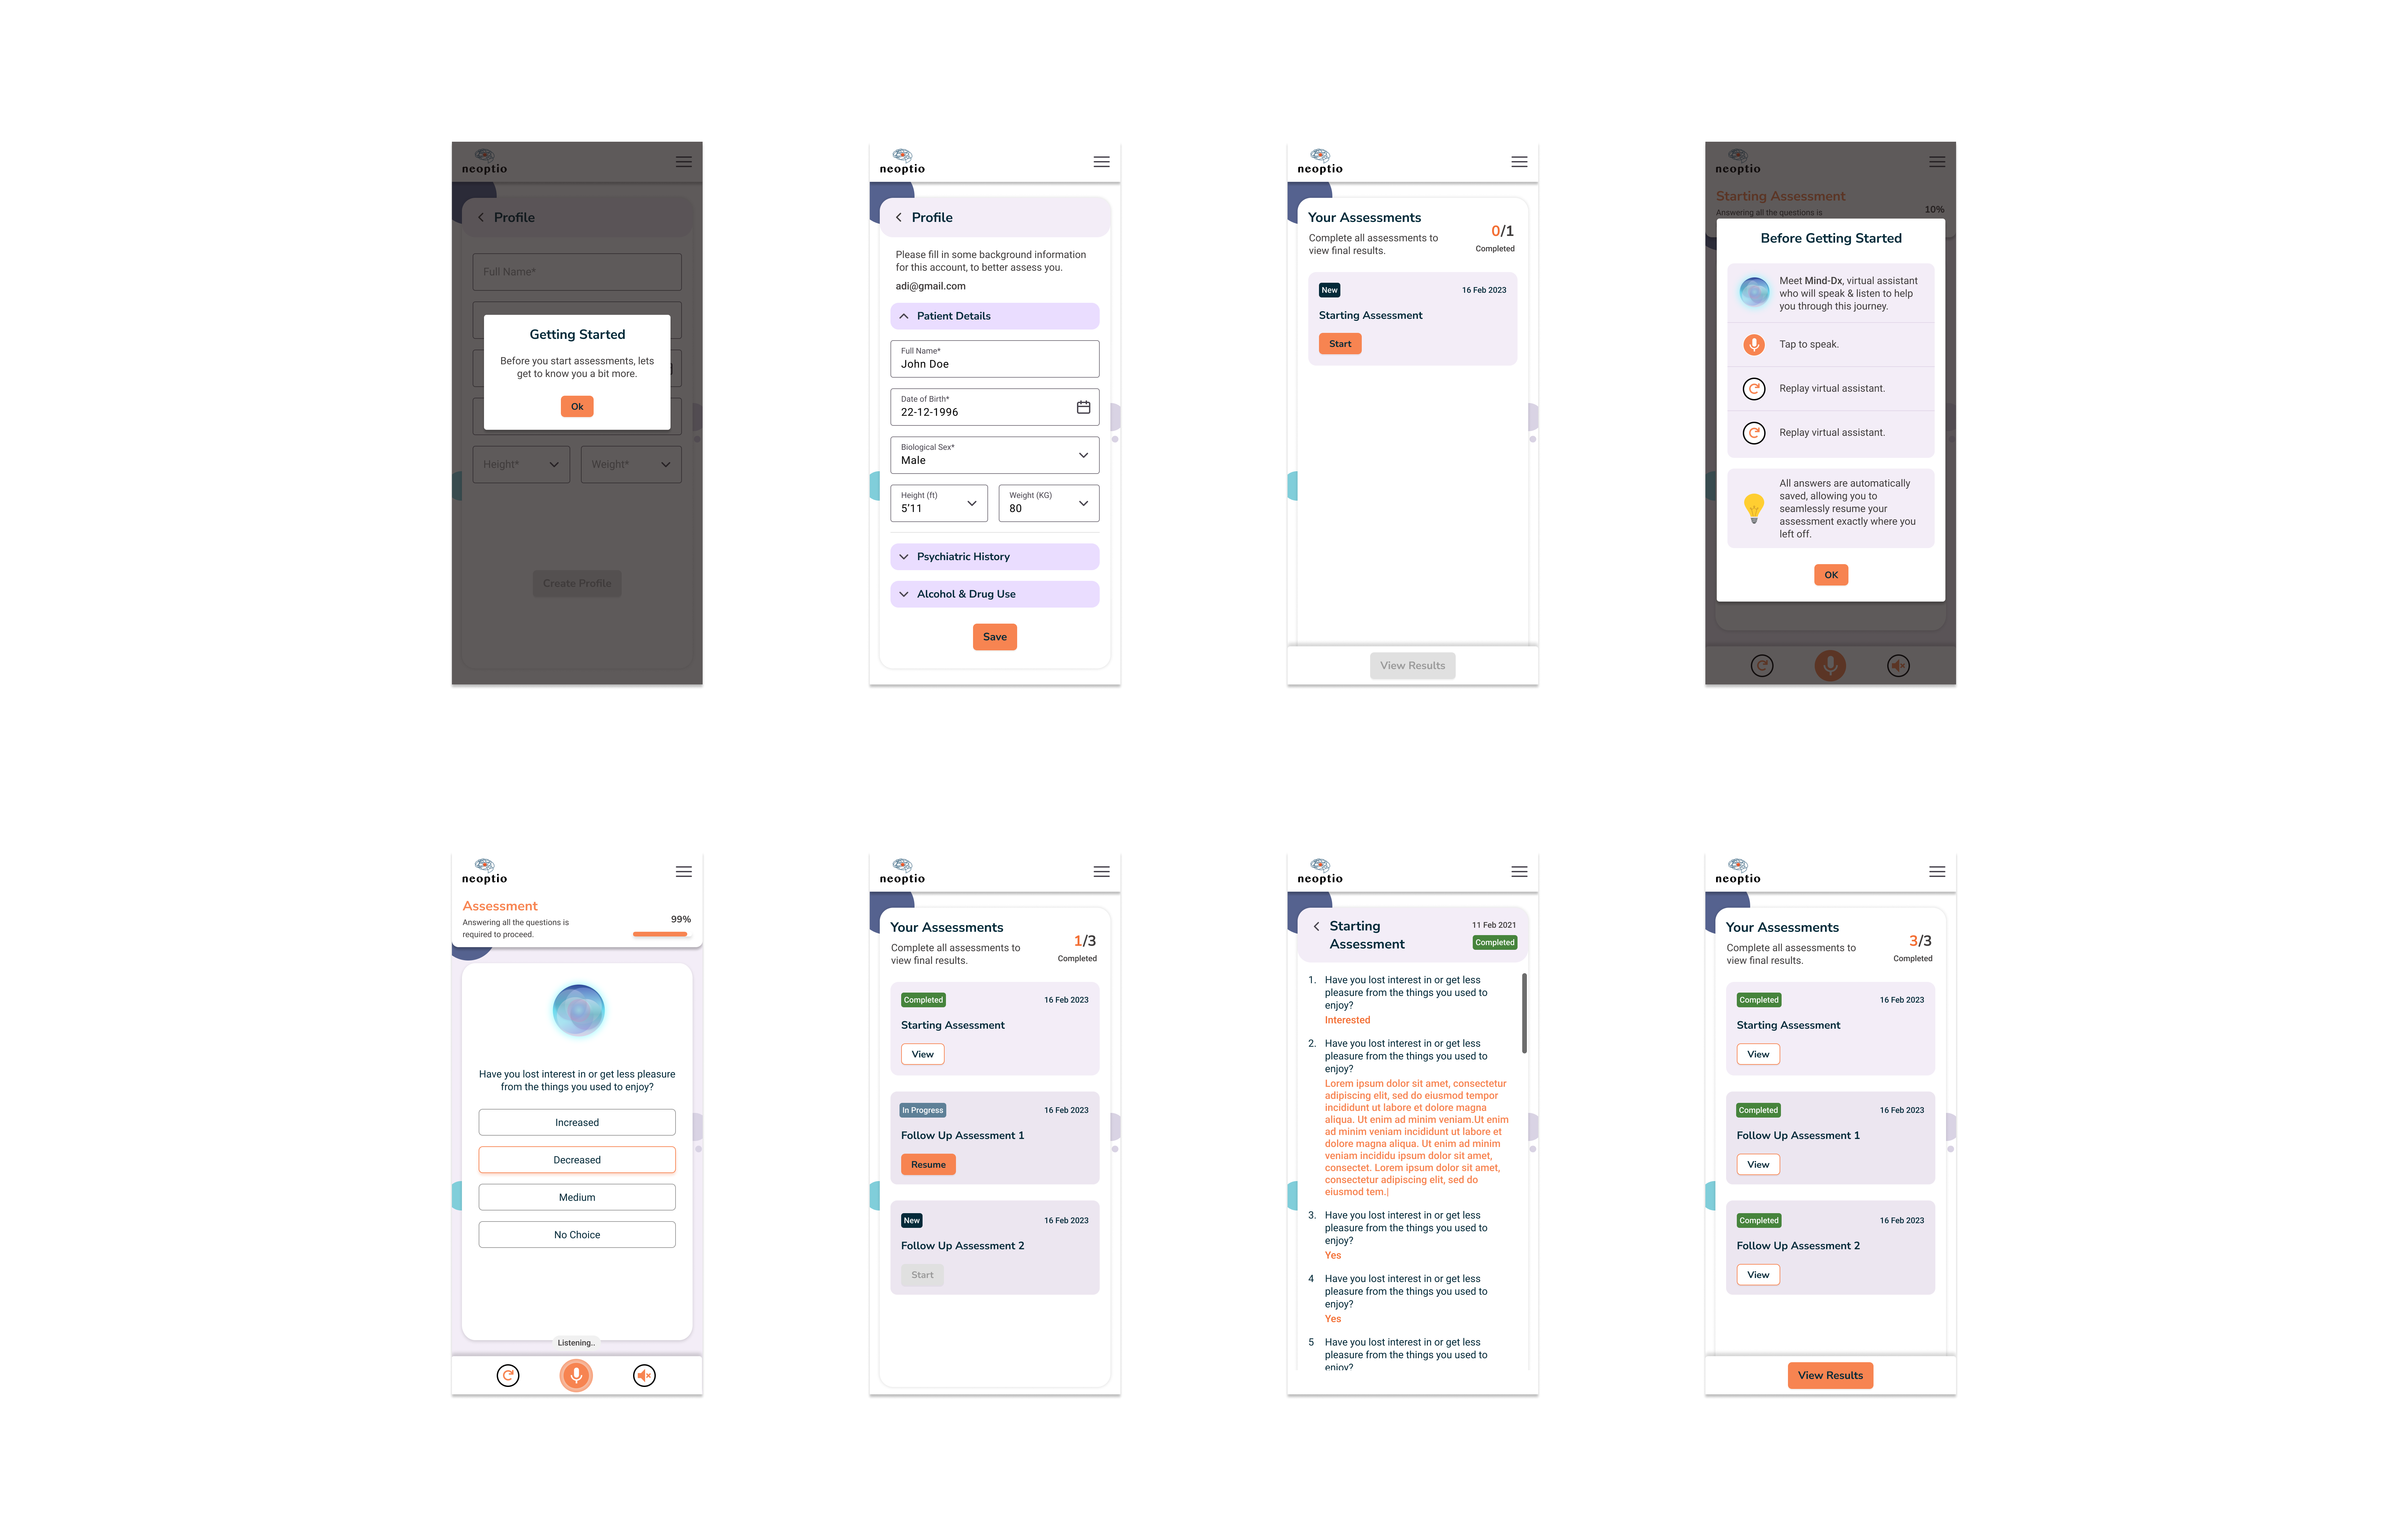 neoptio
Profile
Full Name*
Getting Started
Before you start assessments, lets
get to know you a bit more.
Ok
Height*
Weight*
Create Profile
neoptio
Profile
Please fill in some background information
for this account, to better assess you.
adi@gmail.com
Patient Details
Full Name*
John Doe
Date of Birth*
22-12-1996
Biological Sex*
Male
Height (ft)
5'11
Weight (KG)
80
Psychiatric History
Alcohol & Drug Use
Save
neoptio
Your Assessments
Complete all assessments to
view final results.
0/1
Completed
New
16 Feb 2023
Starting Assessment
Start
View Results
neoptio
Starting Assessment
Answering all the questions is
10%
Before Getting Started
Meet Mind-Dx, virtual assistant
who will speak & listen to help
you through this journey.
Tap to speak.
Replay virtual assistant.
Replay virtual assistant.
All answers are automatically
saved, allowing you to
seamlessly resume your
assessment exactly where you
left off.
OK
neoptio
Assessment
Answering all the questions is
required to proceed.
99%
Have you lost interest in or get less pleasure
from the things you used to enjoy?
Increased
Decreased
Medium
No Choice
Listening..
neoptio
Your Assessments
Complete all assessments to
view final results.
1/3
Completed
Completed
16 Feb 2023
Starting Assessment
View
In Progress
16 Feb 2023
Follow Up Assessment 1
Resume
New
16 Feb 2023
Follow Up Assessment 2
Start
neoptio
Starting
Assessment
11 Feb 2021
Completed
1. Have you lost interest in or get less
pleasure from the things you used to
enjoy?
Interested
2. Have you lost interest in or get less
pleasure from the things you used to
enjoy?
Lorem ipsum dolor sit amet, consectetur
adipiscing elit, sed do eiusmod tempor
incididunt ut labore et dolore magna
aliqua. Ut enim ad minim veniam.Ut enim
ad minim veniam incididunt ut labore et
dolore magna aliqua. Ut enim ad minim
veniam incididu ipsum dolor sit amet,
consectet. Lorem ipsum dolor sit amet,
consectetur adipiscing elit, sed do
eiusmod tem.|
3. Have you lost interest in or get less
pleasure from the things you used to
enjoy?
Yes
4 Have you lost interest in or get less
pleasure from the things you used to
enjoy?
Yes
5 Have you lost interest in or get less
pleasure from the things you used to
enjoy?
neoptio
Your Assessments
Complete all assessments to
view final results.
3/3
Completed
Completed
16 Feb 2023
Starting Assessment
View
Completed
16 Feb 2023
Follow Up Assessment 1
View
Completed
16 Feb 2023
Follow Up Assessment 2
View
View Results